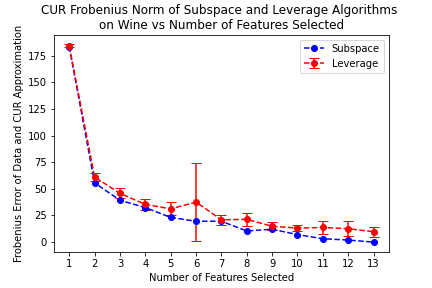 CUR Frobenius Norm of Subspace and Leverage Algorithms
on Wine vs Number of Features Selected
Frobenius Error of Data and CUR Approximation
175
150
125
100
75
50
25
0
Subspace
Leverage
1 2 3 4 5 6 7 8 9 10 11 12 13
Number of Features Selected